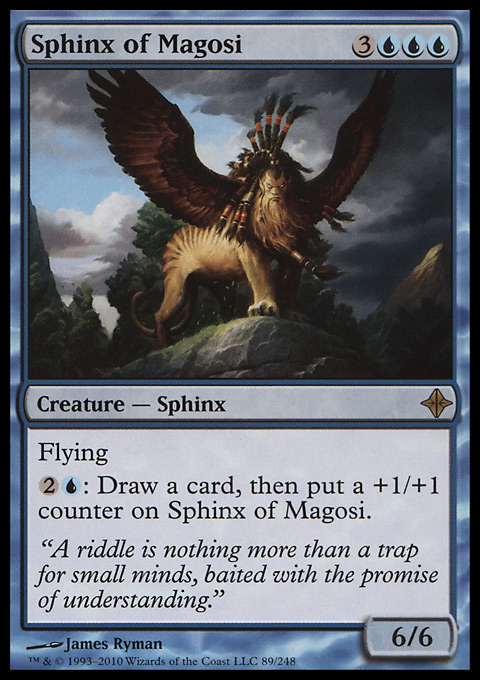 Sphinx of Magosi 3
Creature — Sphinx
Flying
2 : Draw a card, then put a +1/+1
counter on Sphinx of Magosi.
“A riddle is nothing more than a trap
for small minds, baited with the promise
of understanding.”
James Ryman
6/6
™ & © 1993–2010 Wizards of the Coast LLC 89/248